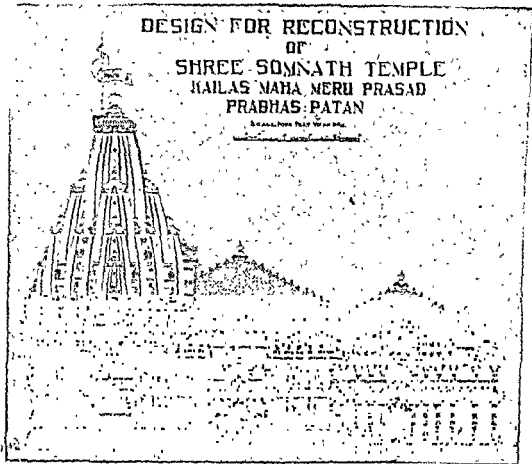 DESIGN FOR RECONSTRUCTION
OF
SHREE SOMNATH TEMPLE
KAILAS MAHA MERU PRASAD
PRABHAS PATAN